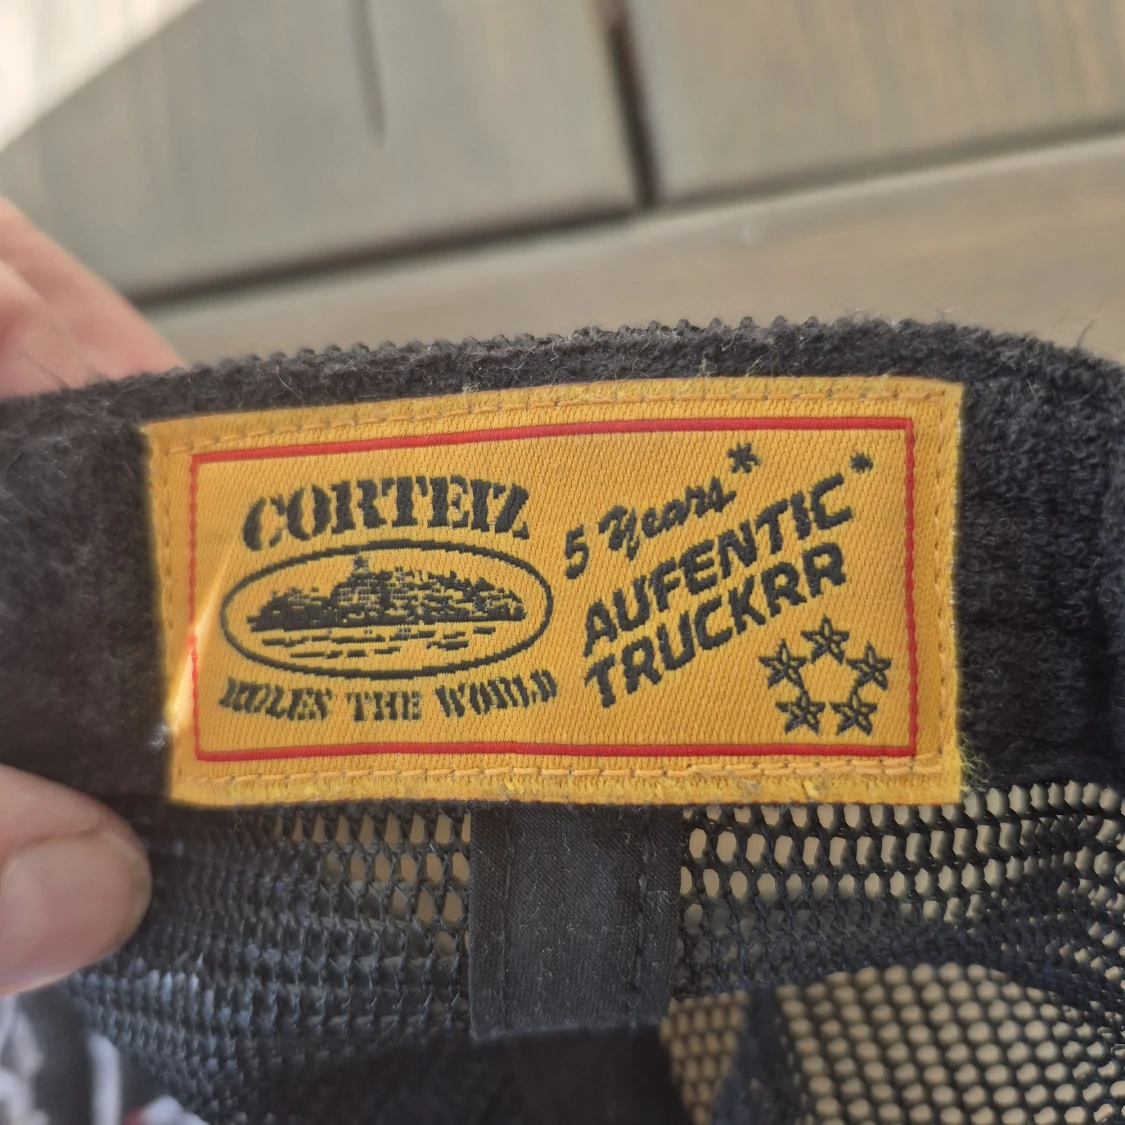 CORTEIZ
RULES THE WORLD
5 Years*
AUFENTIC*
TRUCKRR